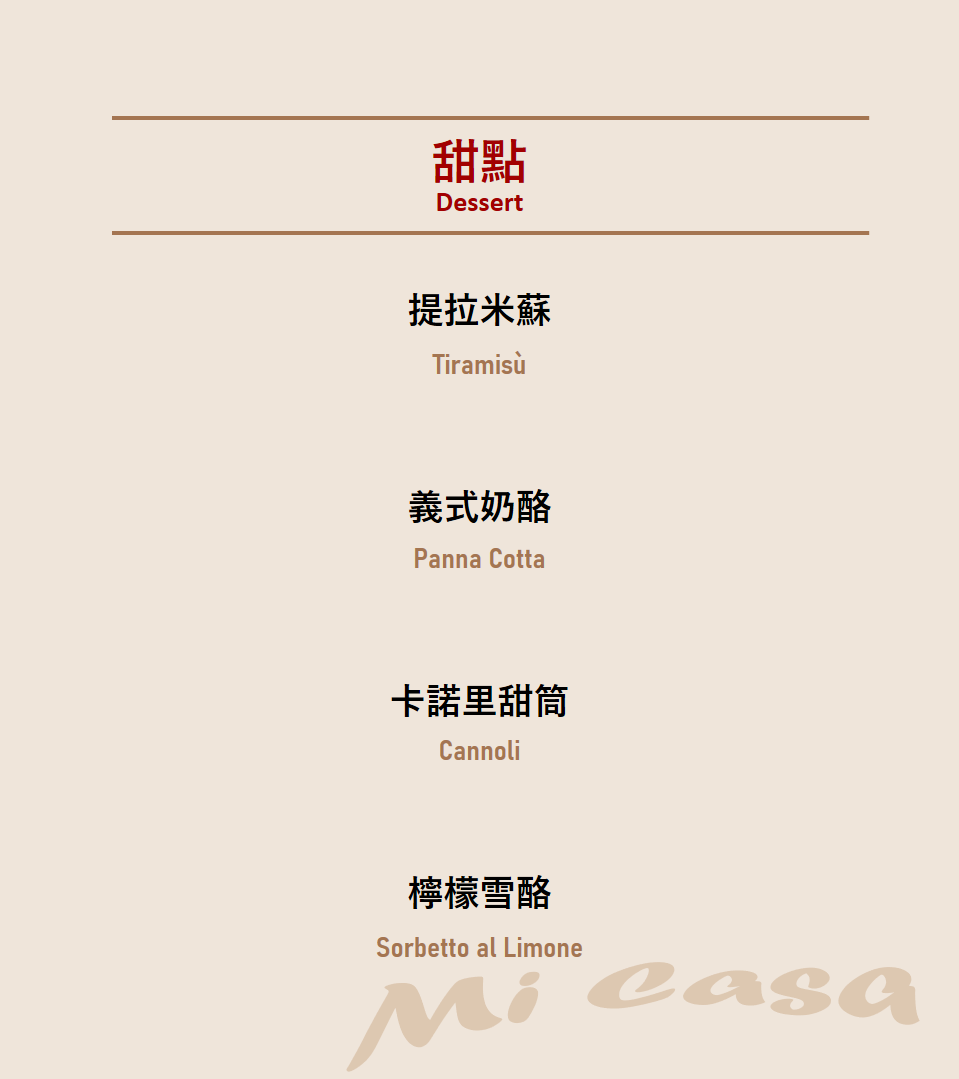 甜點
Dessert
提拉米蘇
Tiramisù
義式奶酪
Panna Cotta
卡諾里甜筒
Cannoli
檸檬雪酪
Sorbetto al Limone
Mi casa